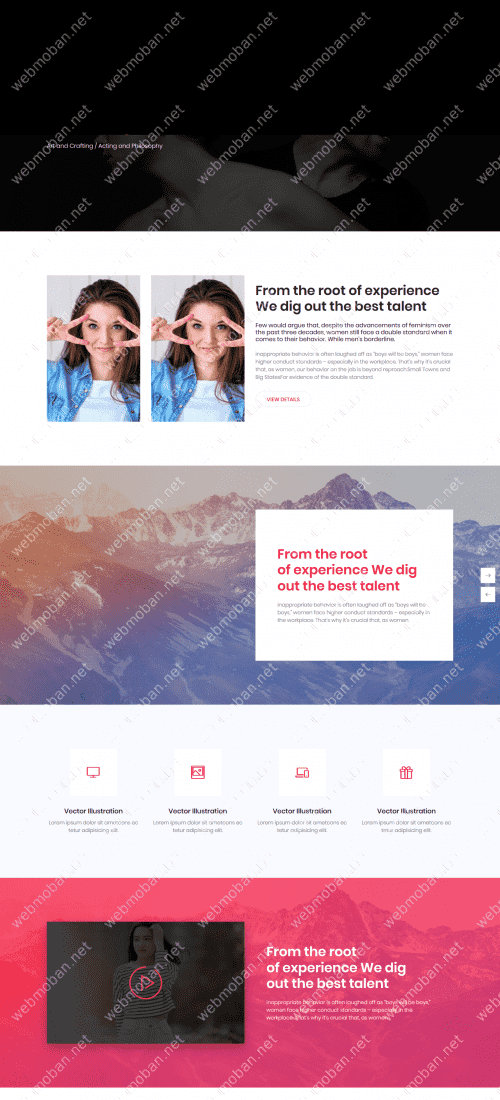 Art and Crafting / Acting and Philosophy
From the root of experience
We dig out the best talent
Few would argue that, despite the advancements of feminism over
the past three decades, women still face a double standard when it
comes to their behavior. While men's borderline.
Inappropriate behavior is often laughed off as "boys will be boys," women face
higher conduct standards – especially in the workplace. That's why it's crucial
that, as women, our behavior on the job is beyond reproach.Small Towns and
Big States.For evidence of the double standard.
VIEW DETAILS
From the root
of experience We dig
out the best talent
Inappropriate behavior is often laughed off as "boys will be
boys," women face higher conduct standards – especially in
the workplace. That's why it's crucial that, as women
Vector Illustration
Lorem ipsum dolor sit ametcons ec
tetur adipisicing elit.
Vector Illustration
Lorem ipsum dolor sit ametcons ec
tetur adipisicing elit.
Vector Illustration
Lorem ipsum dolor sit ametcons ec
tetur adipisicing elit.
Vector Illustration
Lorem ipsum dolor sit ametcons ec
tetur adipisicing elit.
From the root
of experience We dig
out the best talent
Inappropriate behavior is often laughed off as "boys will be boys,"
women face higher conduct standards – especially in the
workplace. That's why it's crucial that, as women.
webmoban.net